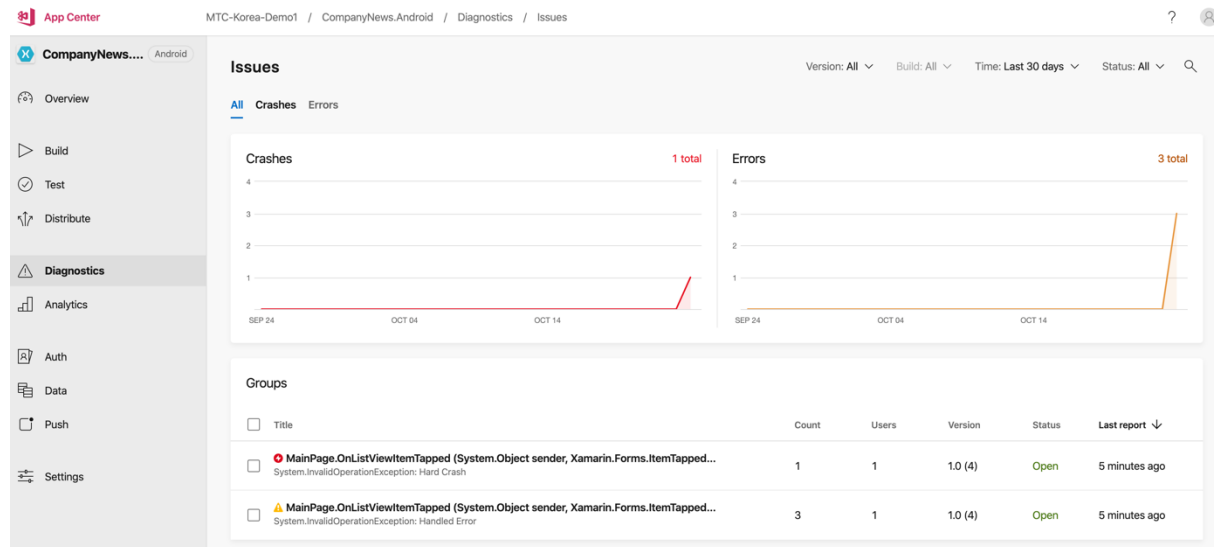 App Center
MTC-Korea-Demo1 / CompanyNews.Android / Diagnostics / Issues
?
CompanyNews.... Android
Overview
Build
Test
Distribute
Diagnostics
Analytics
Auth
Data
Push
Settings
Issues
Version: All
Build: All
Time: Last 30 days
Status: All
All Crashes Errors
Crashes 1 total
4
3
2
1
SEP 24 OCT 04 OCT 14
Errors 3 total
4
3
2
1
SEP 24 OCT 04 OCT 14
Groups
Title Count Users Version Status Last report
MainPage.OnListViewItemTapped (System.Object sender, Xamarin.Forms.ItemTapped... 1 1 1.0 (4) Open 5 minutes ago
System.InvalidOperationException: Hard Crash
MainPage.OnListViewItemTapped (System.Object sender, Xamarin.Forms.ItemTapped... 3 1 1.0 (4) Open 5 minutes ago
System.InvalidOperationException: Handled Error